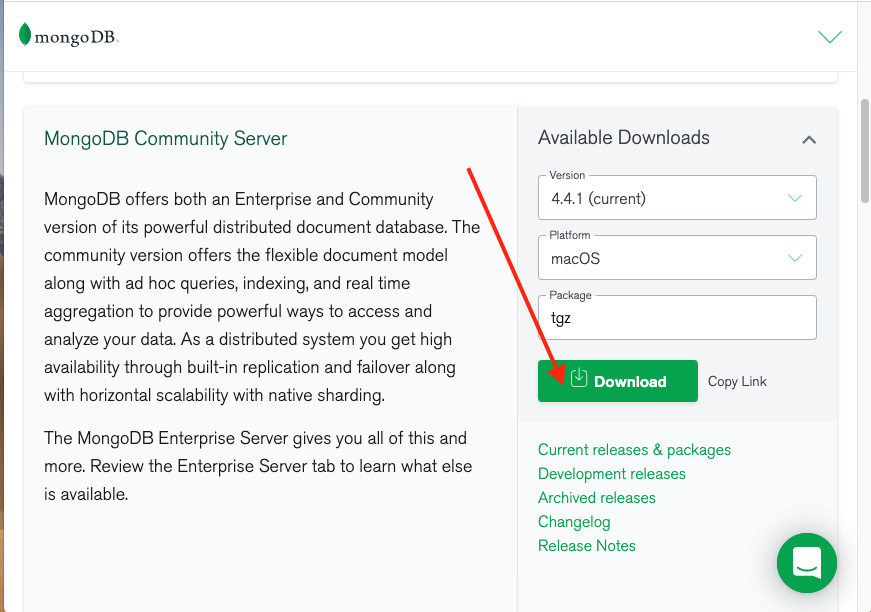 mongoDB.
MongoDB Community Server
MongoDB offers both an Enterprise and Community
version of its powerful distributed document database. The
community version offers the flexible document model
along with ad hoc queries, indexing, and real time
aggregation to provide powerful ways to access and
analyze your data. As a distributed system you get high
availability through built-in replication and failover along
with horizontal scalability with native sharding.
The MongoDB Enterprise Server gives you all of this and
more. Review the Enterprise Server tab to learn what else
is available.
Available Downloads
Version
4.4.1 (current)
Platform
macOS
Package
tgz
Download
Copy Link
Current releases & packages
Development releases
Archived releases
Changelog
Release Notes